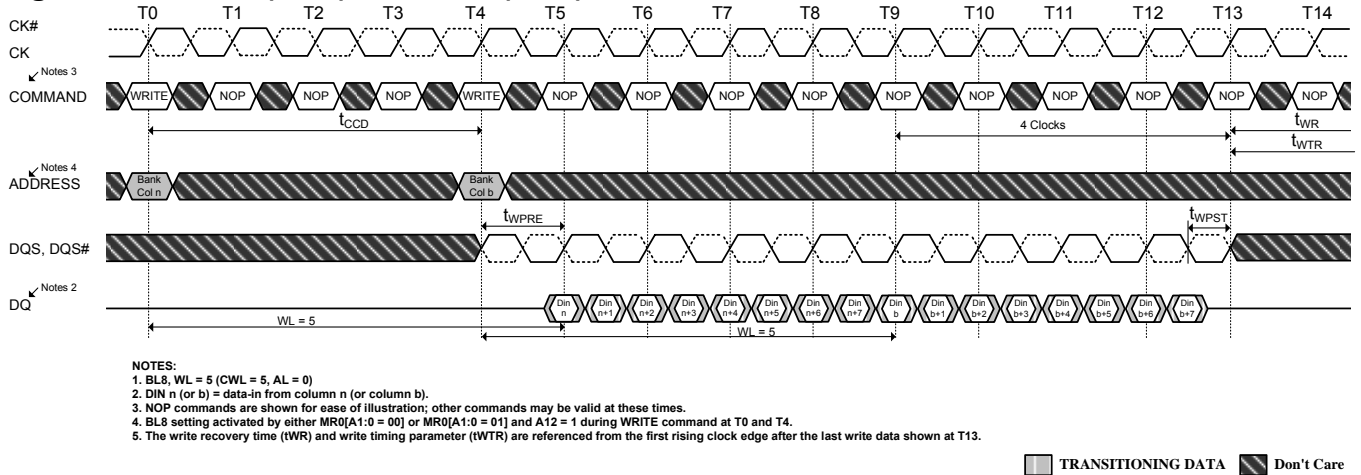 T0 T1 T2 T3 T4 T5 T6 T7 T8 T9 T10 T11 T12 T13 T14
CK#
CK
Notes 3
COMMAND
WRITE NOP NOP NOP WRITE NOP NOP NOP NOP NOP NOP NOP NOP NOP NOP
tCCD
4 Clocks
tWR
tWTR
Notes 4
ADDRESS
Bank Bank
Col n Col b
tWPRE
tWPST
DQS, DQS#
Notes 2
DQ
Din Din Din Din Din Din Din Din Din Din Din Din Din Din Din Din
n n+1 n+2 n+3 n+4 n+5 n+6 n+7 b b+1 b+2 b+3 b+4 b+5 b+6 b+7
WL = 5
WL = 5
NOTES:
1. BL8, WL = 5 (CWL = 5, AL = 0)
2. DIN n (or b) = data-in from column n (or column b).
3. NOP commands are shown for ease of illustration; other commands may be valid at these times.
4. BL8 setting activated by either MR0[A1:0 = 00] or MR0[A1:0 = 01] and A12 = 1 during WRITE command at T0 and T4.
5. The write recovery time (tWR) and write timing parameter (tWTR) are referenced from the first rising clock edge after the last write data shown at T13.
TRANSITIONING DATA Don't Care